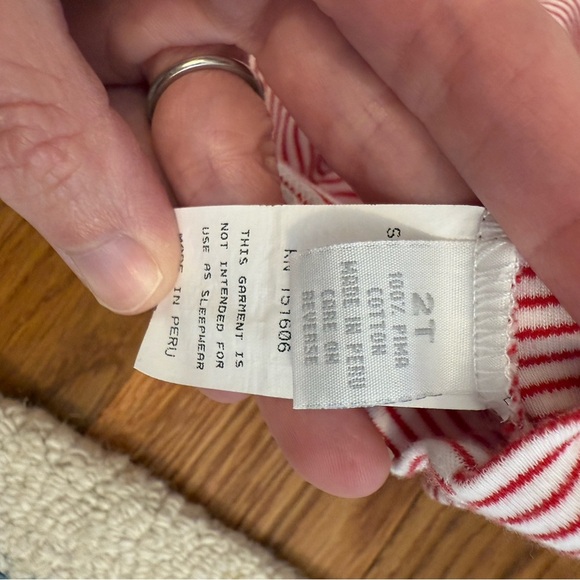 2T
100% PIMA
COTTON
MADE IN PERU
CARE ON
REVERSE
S
RN 151606
THIS GARMENT IS
NOT INTENDED FOR
USE AS SLEEPWEAR
MADE IN PERU